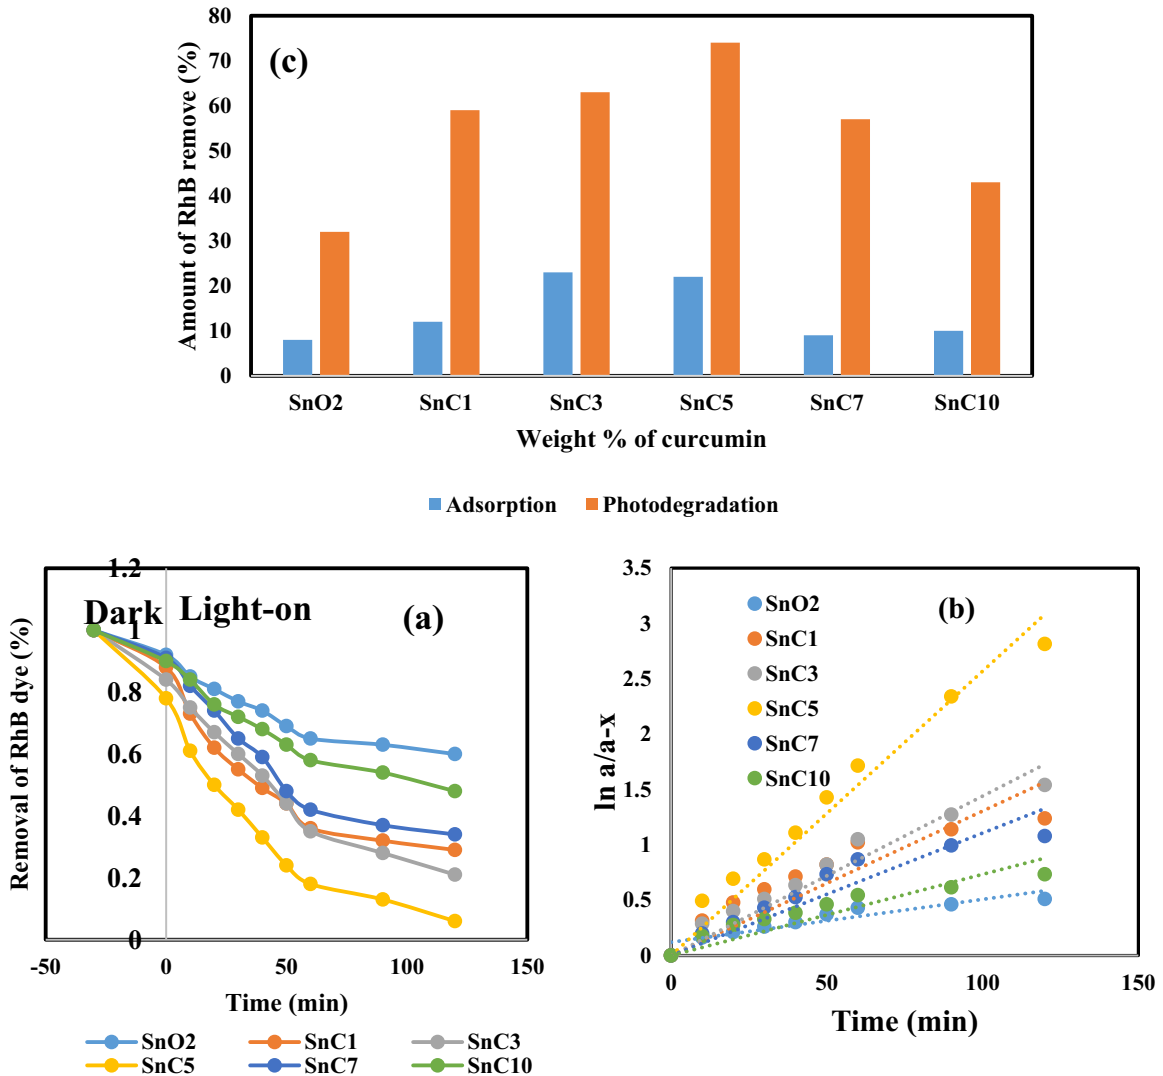 80
70
60
50
40
30
20
10
0
Amount of RhB remove (%)
(c)
SnO2 SnC1 SnC3 SnC5 SnC7 SnC10
Weight % of curcumin
Adsorption Photodegradation
1.2
1
0.8
0.6
0.4
0.2
0
Removal of RhB dye (%)
Dark Light-on (a)
-50 0 50 100 150
Time (min)
SnO2 SnC1 SnC3
SnC5 SnC7 SnC10
3.5
3
2.5
2
1.5
1
0.5
0
ln a/a-x
SnO2
SnC1
SnC3
SnC5
SnC7
SnC10
(b)
0 50 100 150
Time (min)